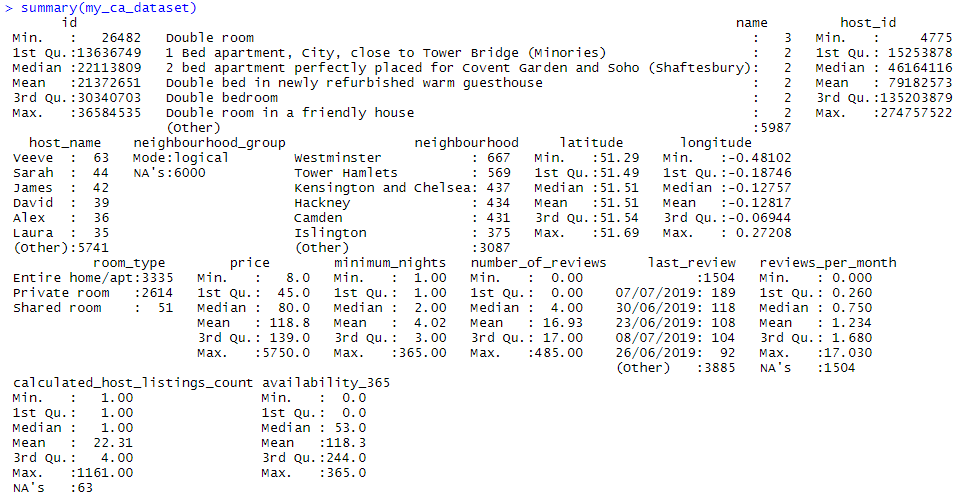 > summary(my_ca_dataset)
       id                                                                                    name         host_id
 Min.   :   26482   Double room                                                                :   3   Min.   :     4775
 1st Qu.:13636749   1 Bed apartment, City, close to Tower Bridge (Minories)                    :   2   1st Qu.: 15253878
 Median :22113809   2 bed apartment perfectly placed for Covent Garden and Soho (Shaftesbury):   2   Median : 46164116
 Mean   :21372651   Double bed in newly refurbished warm guesthouse                            :   2   Mean   : 79182573
 3rd Qu.:30340703   Double bedroom                                                             :   2   3rd Qu.:135203879
 Max.   :36584535   Double room in a friendly house                                            :   2   Max.   :274757522
                    (Other)                                                                    :5987
   host_name    neighbourhood_group                neighbourhood     latitude       longitude
 Veeve  :  63   Mode:logical        Westminster           : 667   Min.   :51.29   Min.   :-0.48102
 Sarah  :  44   NA's:6000           Tower Hamlets         : 569   1st Qu.:51.49   1st Qu.:-0.18746
 James  :  42                       Kensington and Chelsea: 437   Median :51.51   Median :-0.12757
 David  :  39                       Hackney               : 434   Mean   :51.51   Mean   :-0.12817
 Alex   :  36                       Camden                : 431   3rd Qu.:51.54   3rd Qu.:-0.06944
 Laura  :  35                       Islington             : 375   Max.   :51.69   Max.   : 0.27208
 (Other):5741                       (Other)               :3087
           room_type        price        minimum_nights   number_of_reviews     last_review   reviews_per_month
 Entire home/apt:3335   Min.   :   8.0   Min.   :  1.00   Min.   :  0.00              :1504   Min.   : 0.000
 Private room   :2614   1st Qu.:  45.0   1st Qu.:  1.00   1st Qu.:  0.00    07/07/2019: 189   1st Qu.: 0.260
 Shared room    :  51   Median :  80.0   Median :  2.00   Median :  4.00    30/06/2019: 118   Median : 0.750
                        Mean   : 118.8   Mean   :  4.02   Mean   : 16.93    23/06/2019: 108   Mean   : 1.234
                        3rd Qu.: 139.0   3rd Qu.:  3.00   3rd Qu.: 17.00    08/07/2019: 104   3rd Qu.: 1.680
                        Max.   :5750.0   Max.   :365.00   Max.   :485.00    26/06/2019:  92   Max.   :17.030
                                                                            (Other)   :3885   NA's   :1504
 calculated_host_listings_count availability_365
 Min.   :   1.00                Min.   :  0.0
 1st Qu.:   1.00                1st Qu.:  0.0
 Median :   1.00                Median : 53.0
 Mean   :  22.31                Mean   :118.3
 3rd Qu.:   4.00                3rd Qu.:244.0
 Max.   :1161.00                Max.   :365.0
 NA's   :63